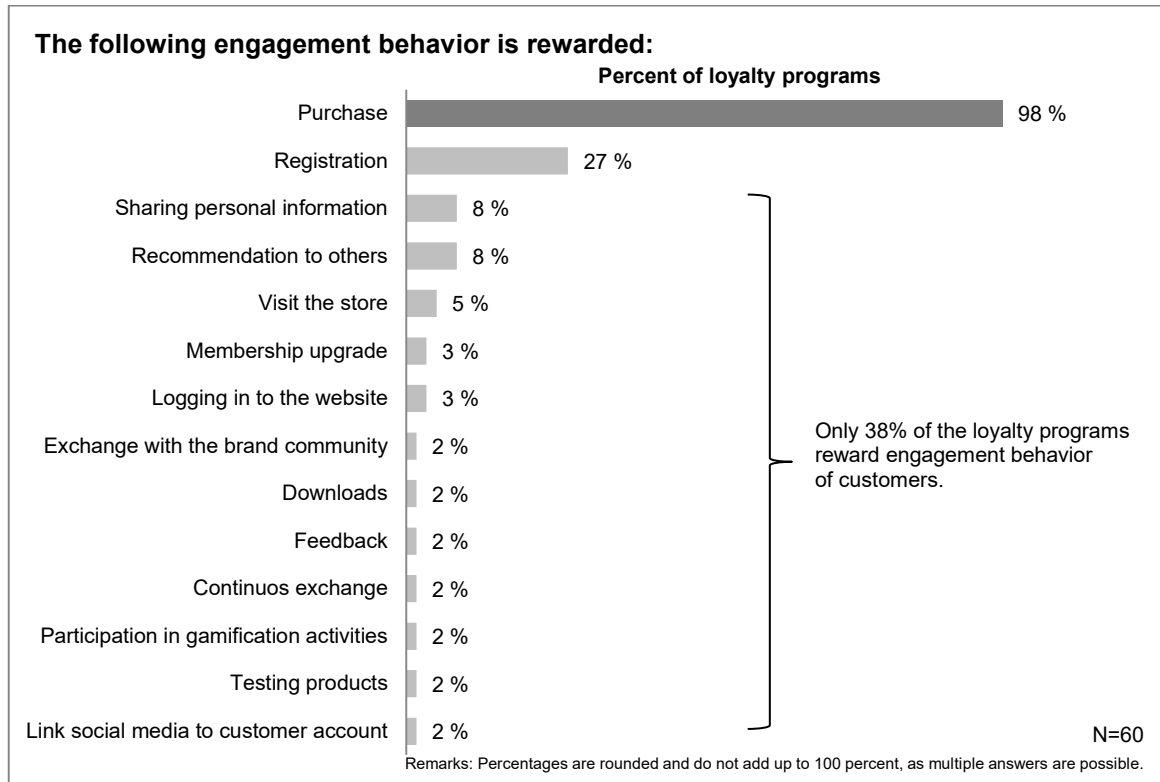 The following engagement behavior is rewarded:
Percent of loyalty programs
Purchase 98 %
Registration 27 %
Sharing personal information 8 %
Recommendation to others 8 %
Visit the store 5 %
Membership upgrade 3 %
Logging in to the website 3 %
Exchange with the brand community 2 %
Downloads 2 %
Feedback 2 %
Continuos exchange 2 %
Participation in gamification activities 2 %
Testing products 2 %
Link social media to customer account 2 %
Only 38% of the loyalty programs
reward engagement behavior
of customers.
N=60
Remarks: Percentages are rounded and do not add up to 100 percent, as multiple answers are possible.